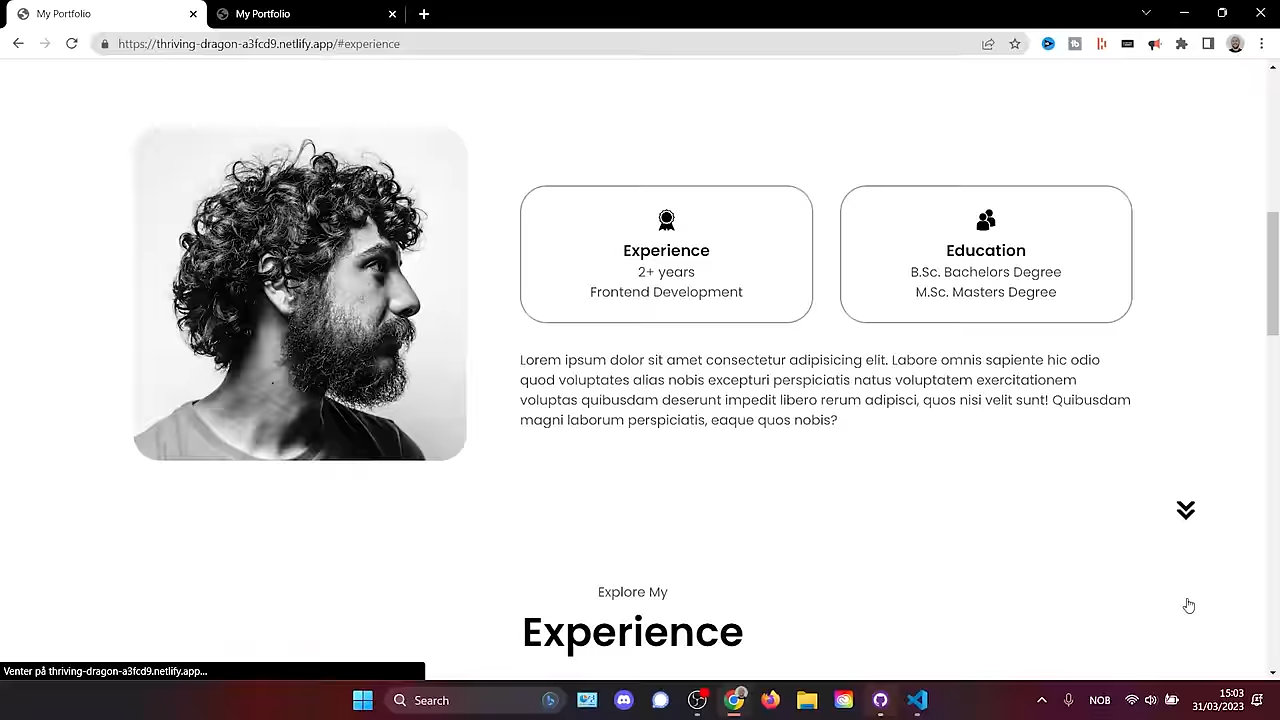 My Portfolio
My Portfolio
https://thriving-dragon-a3fcd9.netlify.app/#experience
Experience
2+ years
Frontend Development
Education
B.Sc. Bachelors Degree
M.Sc. Masters Degree
Lorem ipsum dolor sit amet consectetur adipisicing elit. Labore omnis sapiente hic odio
quod voluptates alias nobis excepturi perspiciatis natus voluptatem exercitationem
voluptas quibusdam deserunt impedit libero rerum adipisci, quos nisi velit sunt! Quibusdam
magni laborum perspiciatis, eaque quos nobis?
Explore My
Experience
Venter på thriving-dragon-a3fcd9.netlify.app...
Search
NOB
15:03
31/03/2023